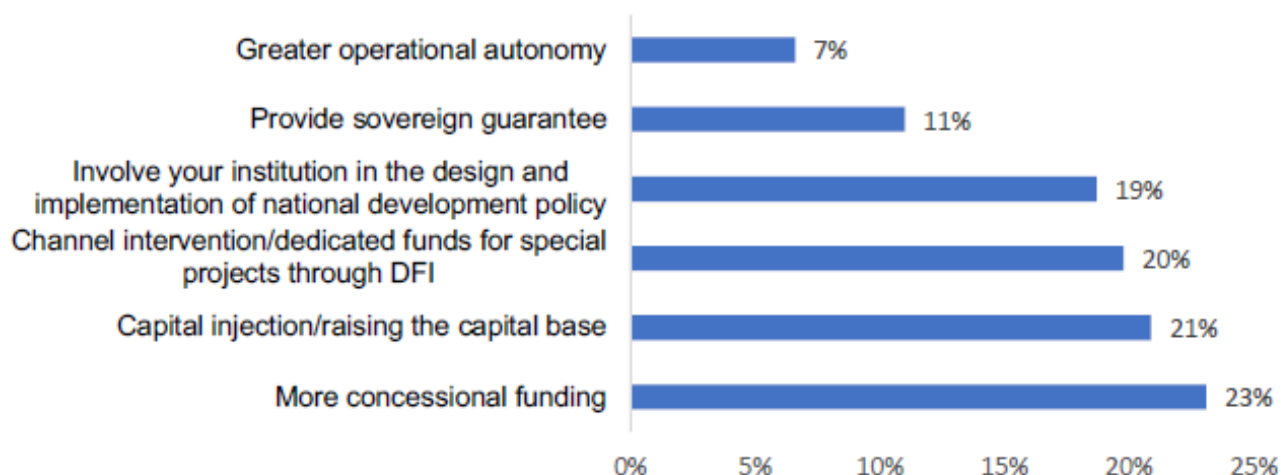 Greater operational autonomy
7%
Provide sovereign guarantee
11%
Involve your institution in the design and
implementation of national development policy
19%
Channel intervention/dedicated funds for special
projects through DFI
20%
Capital injection/raising the capital base
21%
More concessional funding
23%
0% 5% 10% 15% 20% 25%